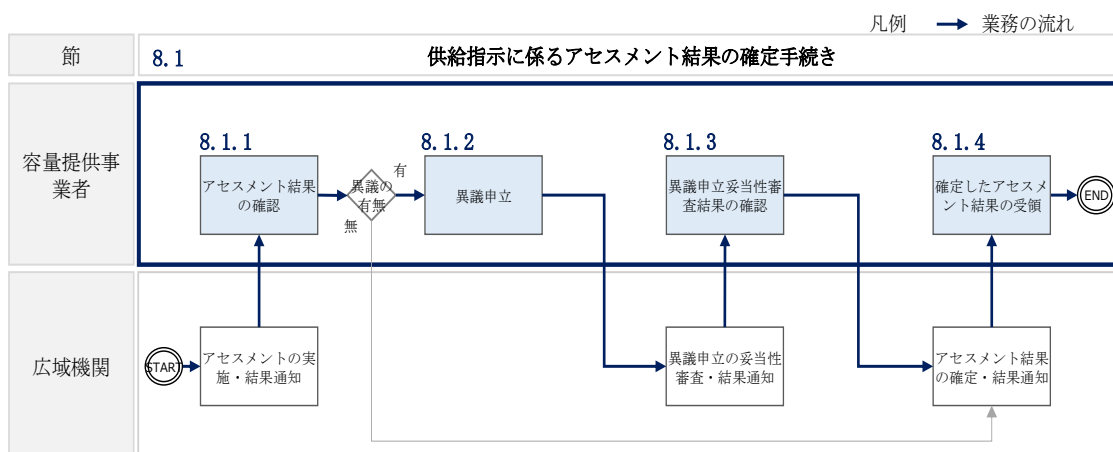 凡例 業務の流れ
節
8.1 供給指示に係るアセスメント結果の確定手続き
容量提供事
業者
8.1.1
アセスメント結果
の確認
異議の
有無
有
無
8.1.2
異議申立
8.1.3
異議申立妥当性審
査結果の確認
8.1.4
確定したアセスメ
ント結果の受領
END
広域機関
START
アセスメントの実
施・結果通知
異議申立の妥当性
審査・結果通知
アセスメント結果
の確定・結果通知